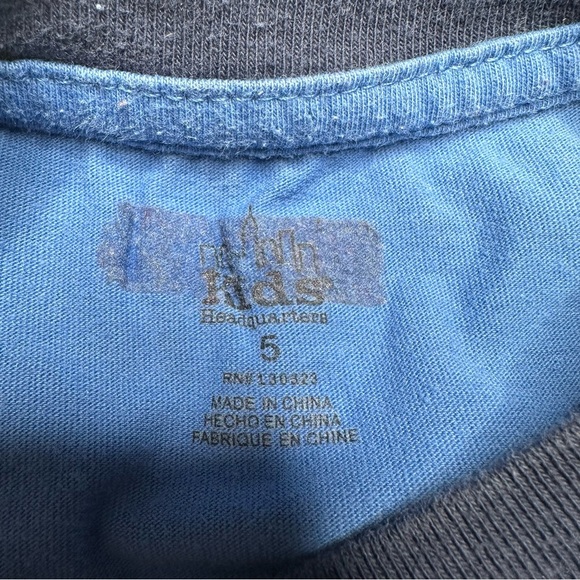 kids
Headquarters
5
RN# 130323
MADE IN CHINA
HECHO EN CHINA
FABRIQUE EN CHINE